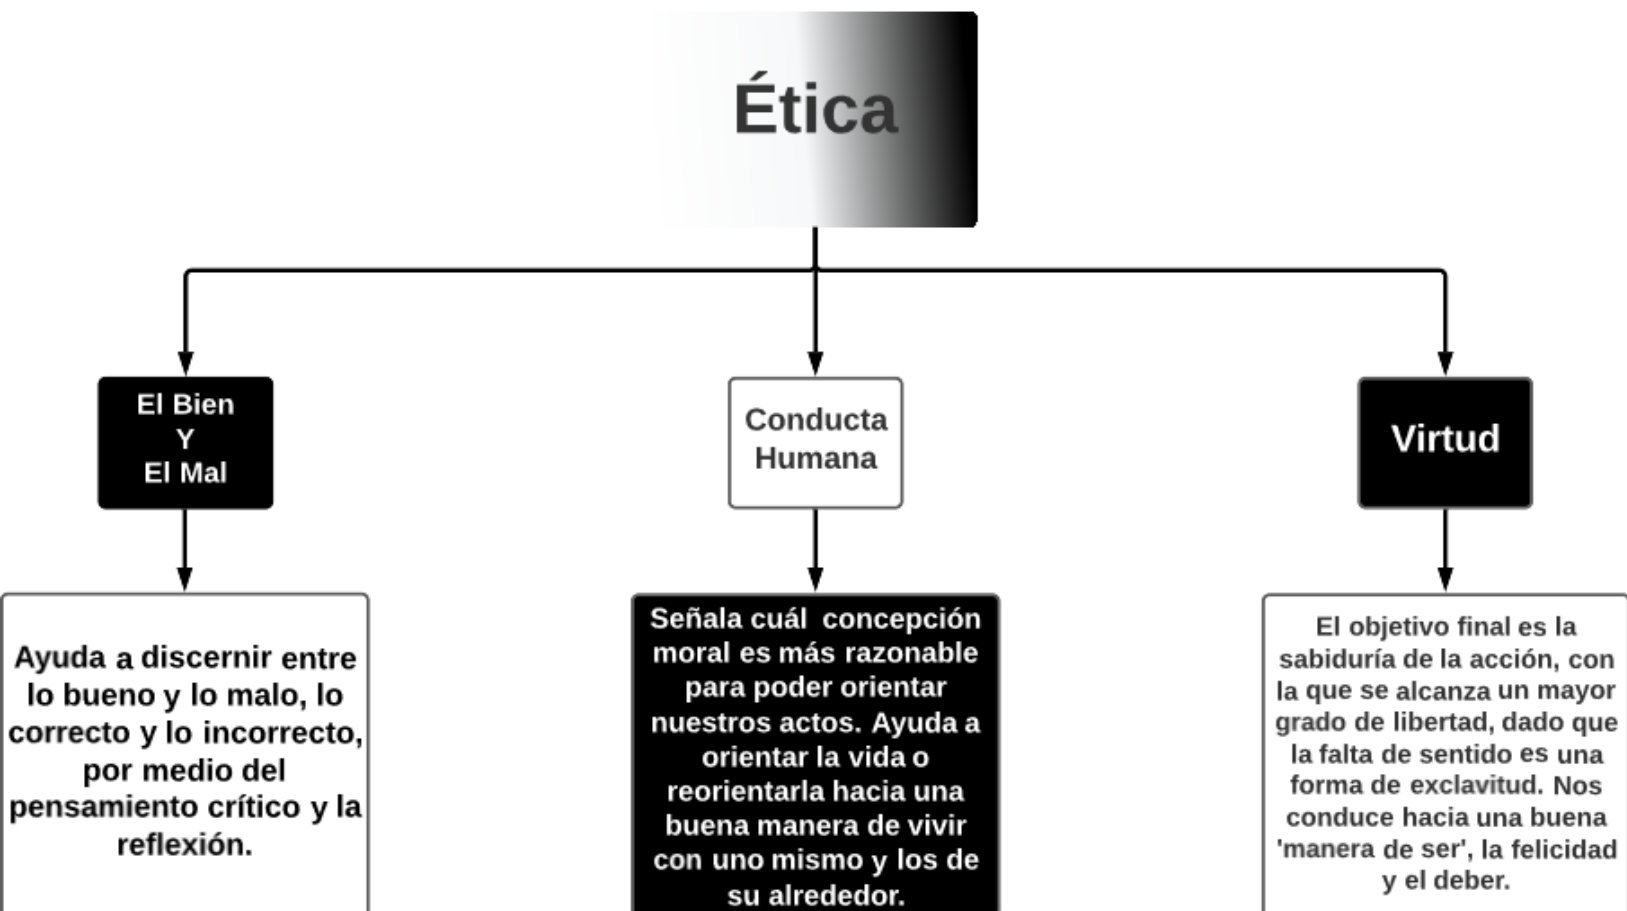 Ética
El Bien
Y
El Mal
Conducta
Humana
Virtud
Ayuda a discernir entre
lo bueno y lo malo, lo
correcto y lo incorrecto,
por medio del
pensamiento crítico y la
reflexión.
Señala cuál concepción
moral es más razonable
para poder orientar
nuestros actos. Ayuda a
orientar la vida o
reorientarla hacia una
buena manera de vivir
con uno mismo y los de
su alrededor.
El objetivo final es la
sabiduría de la acción, con
la que se alcanza un mayor
grado de libertad, dado que
la falta de sentido es una
forma de exclavitud. Nos
conduce hacia una buena
'manera de ser', la felicidad
y el deber.